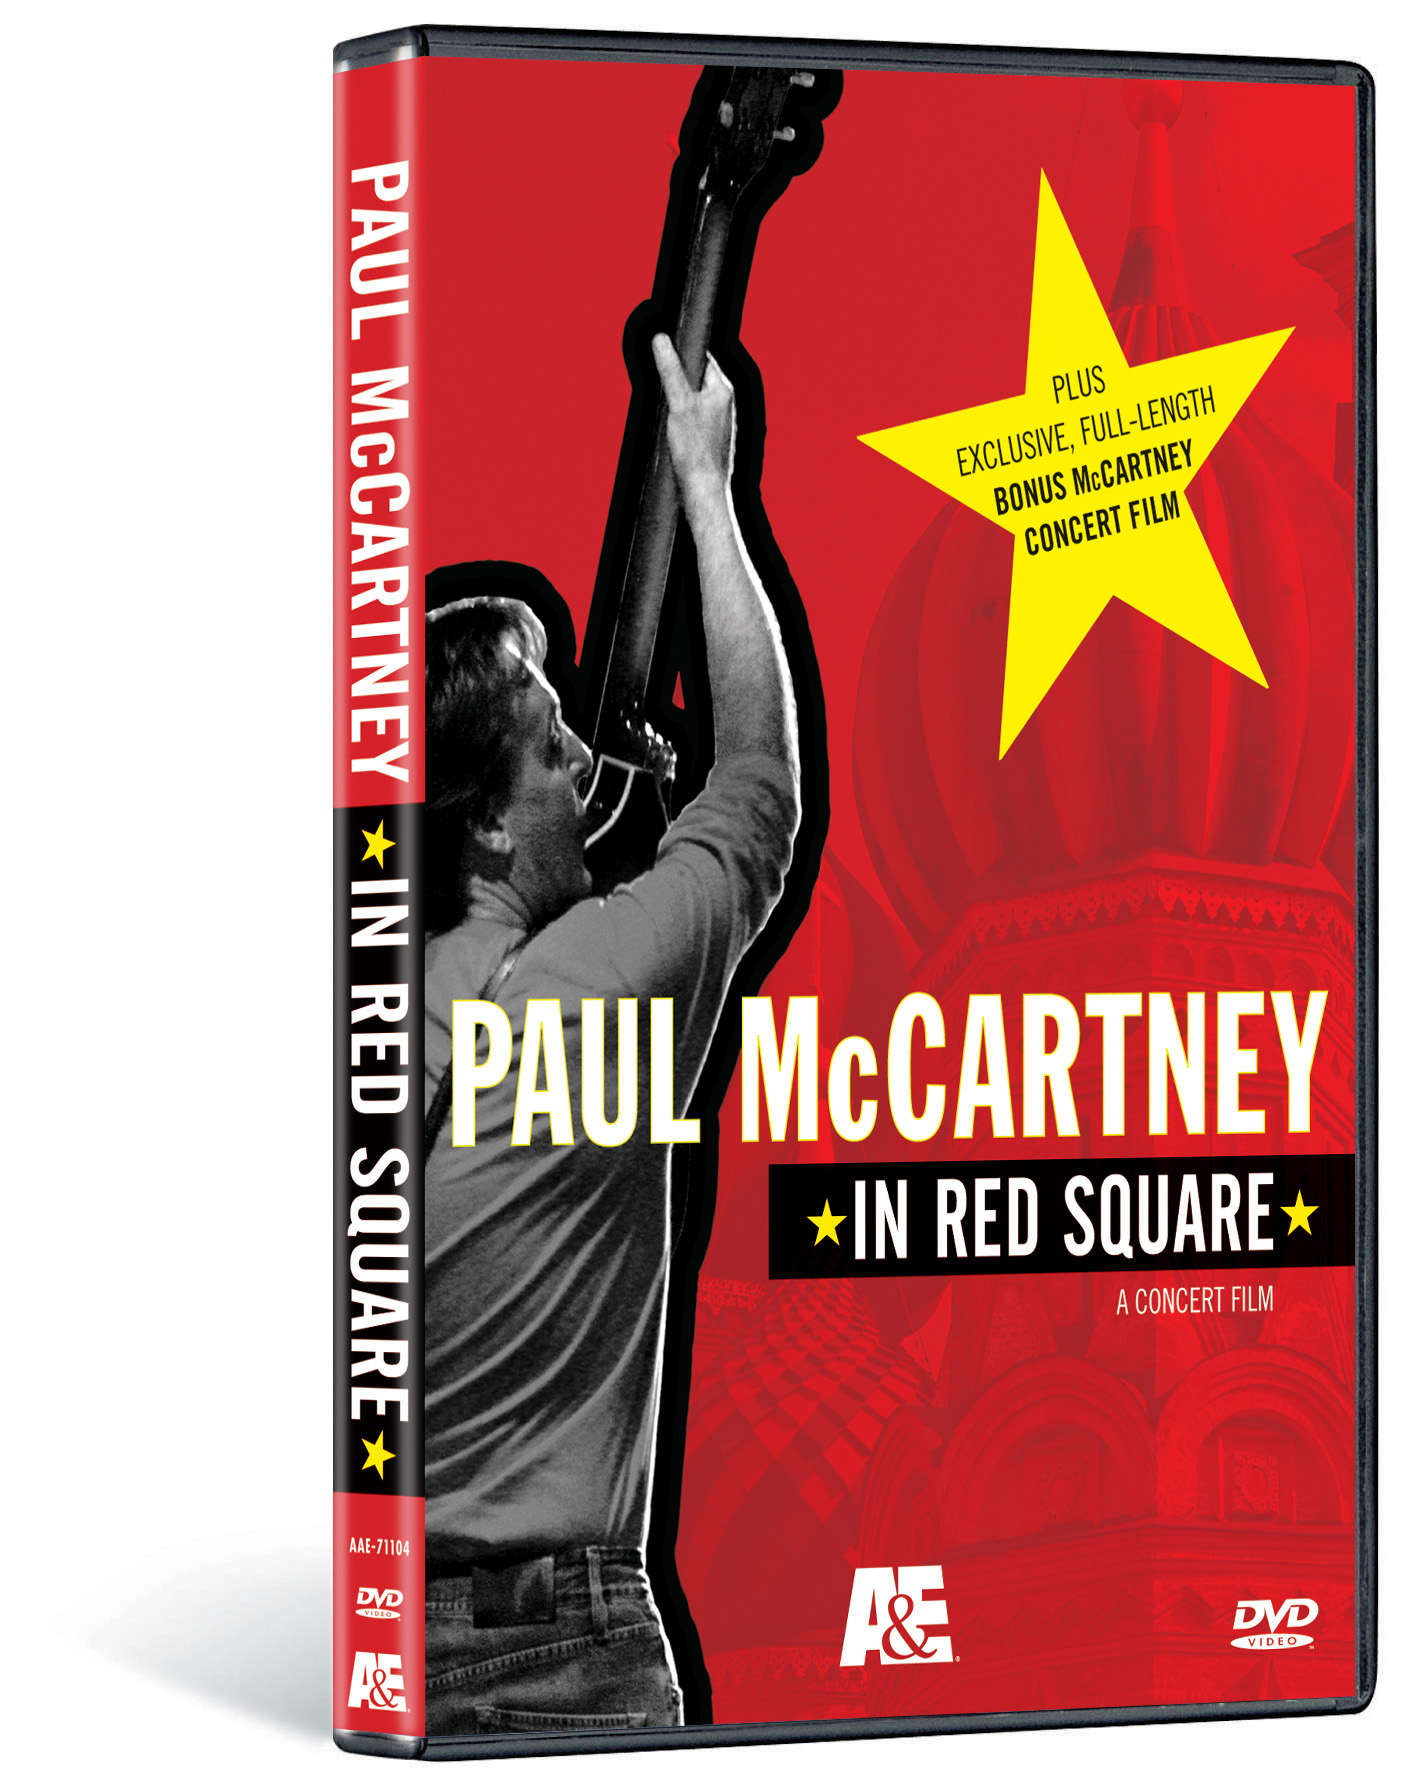 PAUL McCARTNEY
IN RED SQUARE
AAE-71104
DVD
VIDEO
A&E
PLUS
EXCLUSIVE, FULL-LENGTH
BONUS McCARTNEY
CONCERT FILM
PAUL McCARTNEY
IN RED SQUARE
A CONCERT FILM
A&E
DVD
VIDEO